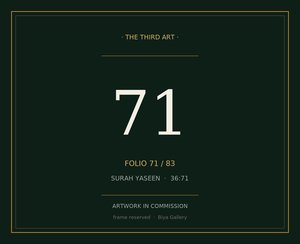 · THE THIRD ART ·
71
FOLIO 71 / 83
SURAH YASEEN · 36:71
ARTWORK IN COMMISSION
frame reserved · Biya Gallery